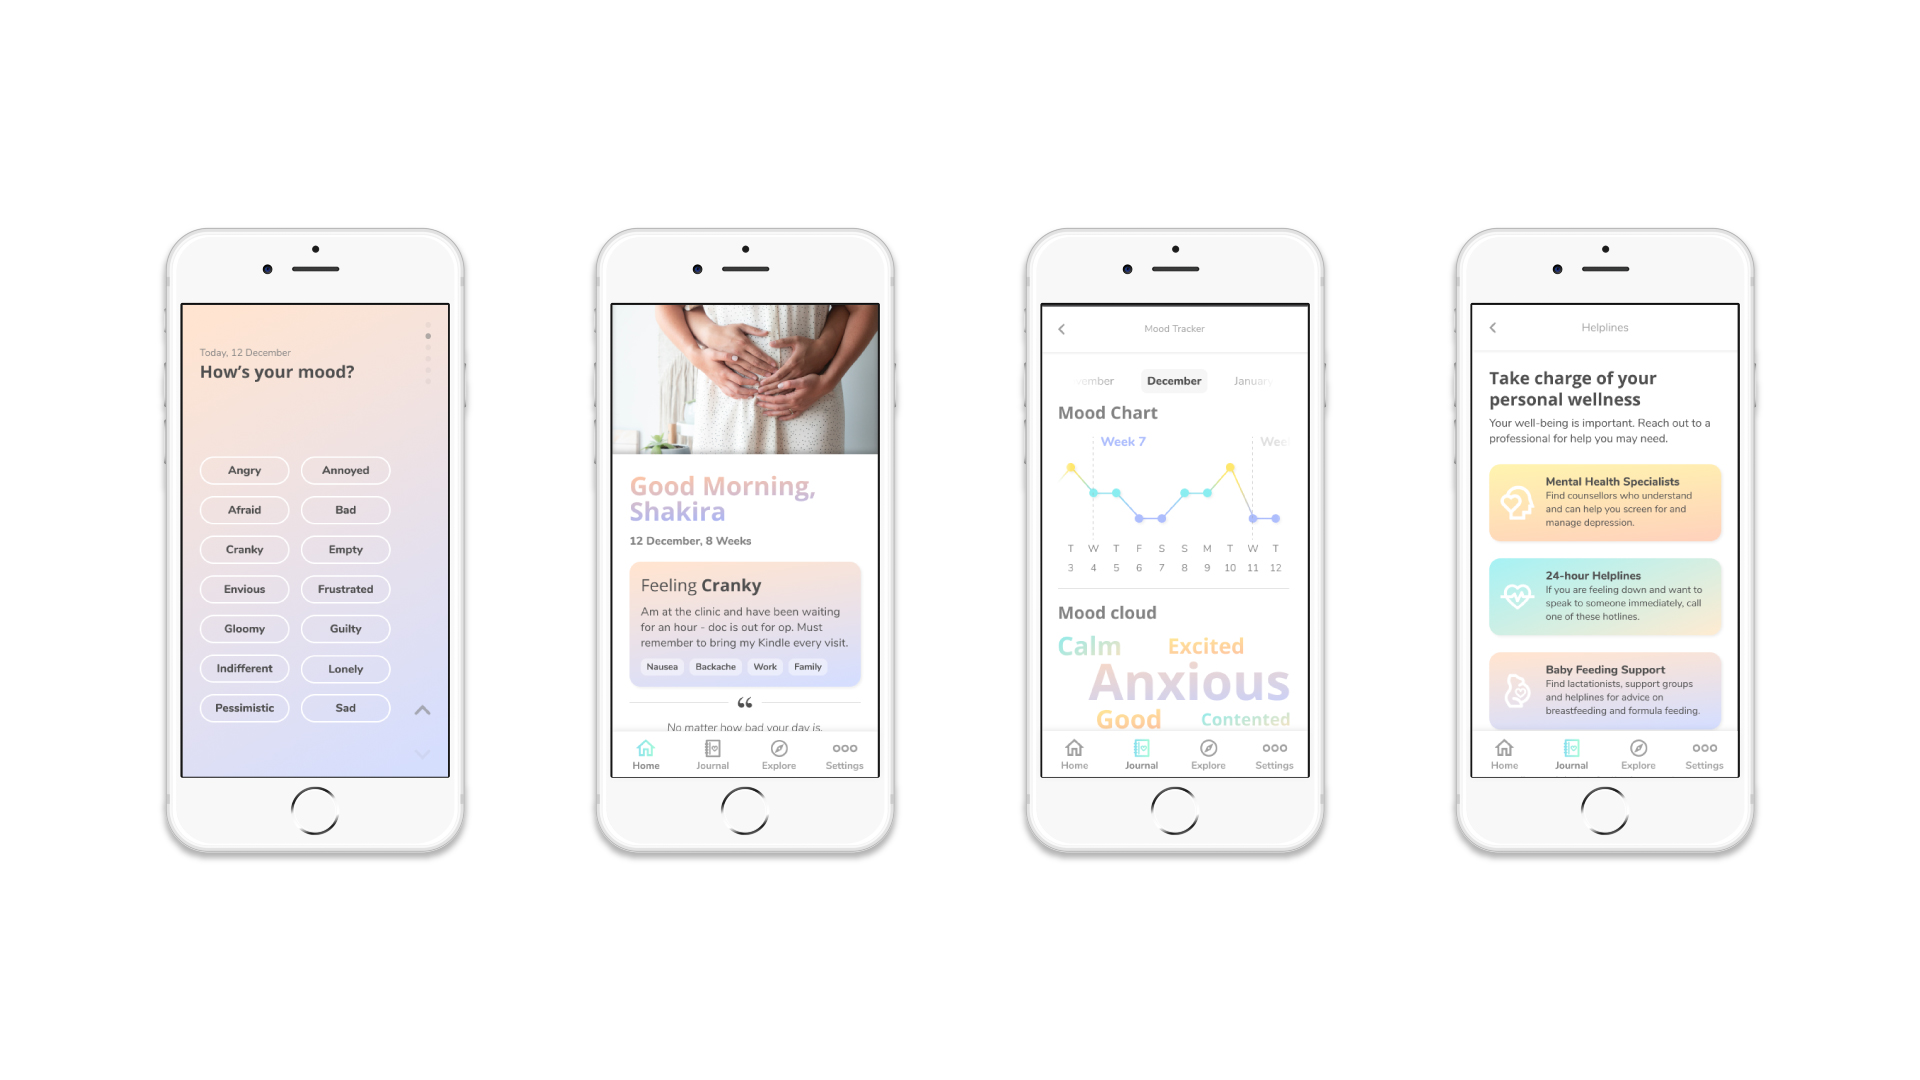 Today, 12 December
How's your mood?
Angry Annoyed
Afraid Bad
Cranky Empty
Envious Frustrated
Gloomy Guilty
Indifferent Lonely
Pessimistic Sad
Good Morning,
Shakira
12 December, 8 Weeks
Feeling Cranky
Am at the clinic and have been waiting
for an hour - doc is out for op. Must
remember to bring my Kindle every visit.
Nausea Backache Work Family
“
No matter how bad your day is,
Home Journal Explore Settings
Mood Tracker
vember December January
Mood Chart
Week 7 Wee
T W T F S S M T W T
3 4 5 6 7 8 9 10 11 12
Mood cloud
Calm Excited
Anxious
Good Contented
Home Journal Explore Settings
Helplines
Take charge of your
personal wellness
Your well-being is important. Reach out to a
professional for help you may need.
Mental Health Specialists
Find counsellors who understand
and can help you screen for and
manage depression.
24-hour Helplines
If you are feeling down and want to
speak to someone immediately, call
one of these hotlines.
Baby Feeding Support
Find lactationists, support groups
and helplines for advice on
breastfeeding and formula feeding.
Home Journal Explore Settings